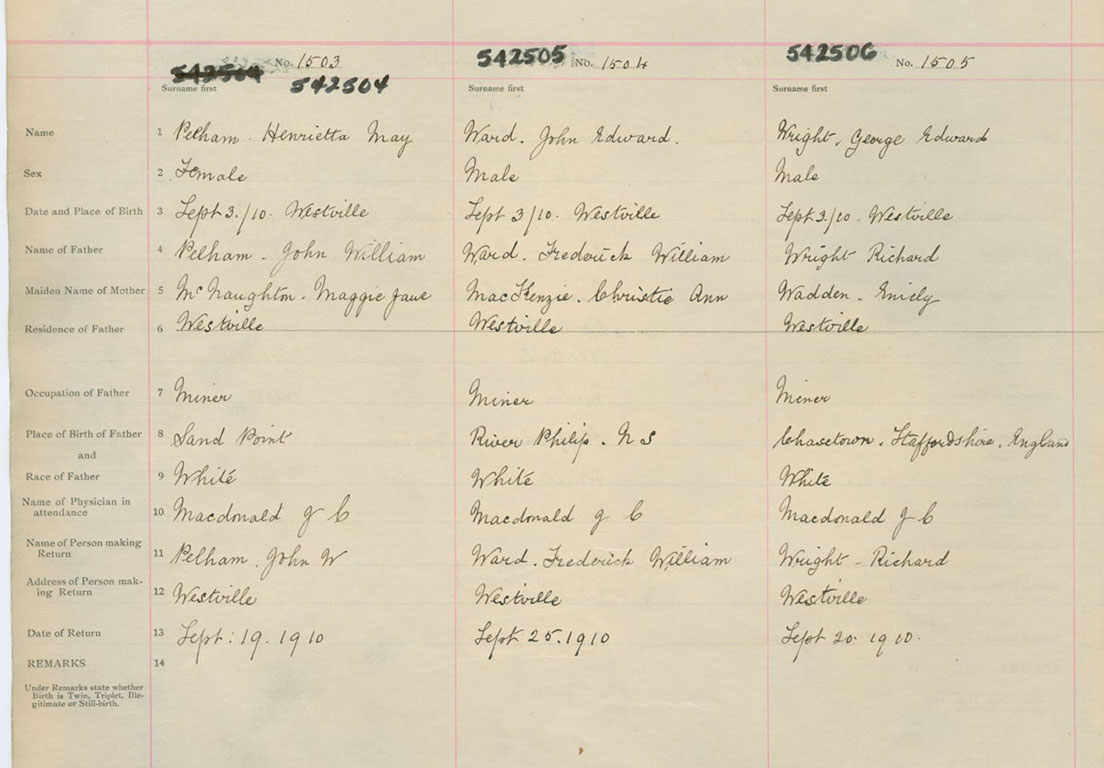 542504 No. 1503 542505 No. 1504 542506 No. 1505
542504
Surname first Surname first Surname first
Name 1 Pelham. Henrietta May Ward. John Edward. Wright, George Edward
Sex 2 Female Male Male
Date and Place of Birth 3 Sept 3./10. Westville Sept 3/10. Westville Sept 3./10. Westville
Name of Father 4 Pelham - John William Ward. Frederick William Wright Richard
Maiden Name of Mother 5 McNaughton. Maggie Jane MacKenzie. Christie Ann Wadden. Emily
Residence of Father 6 Westville Westville Westville
Occupation of Father 7 Miner Miner Miner
Place of Birth of Father 8 Sand Point River Philip. N S Chasetown. Staffordshire. England
and
Race of Father 9 White White White
Name of Physician in
attendance 10 Macdonald J C Macdonald J C Macdonald J C
Name of Person making
Return 11 Pelham. John W Ward. Frederick William Wright - Richard
Address of Person mak-
ing Return 12 Westville Westville Westville
Date of Return 13 Sept: 19. 1910 Sept 25. 1910 Sept 20. 1910.
REMARKS 14
Under Remarks state whether
Birth is Twin, Triplet, Ille-
gitimate or Still-birth.